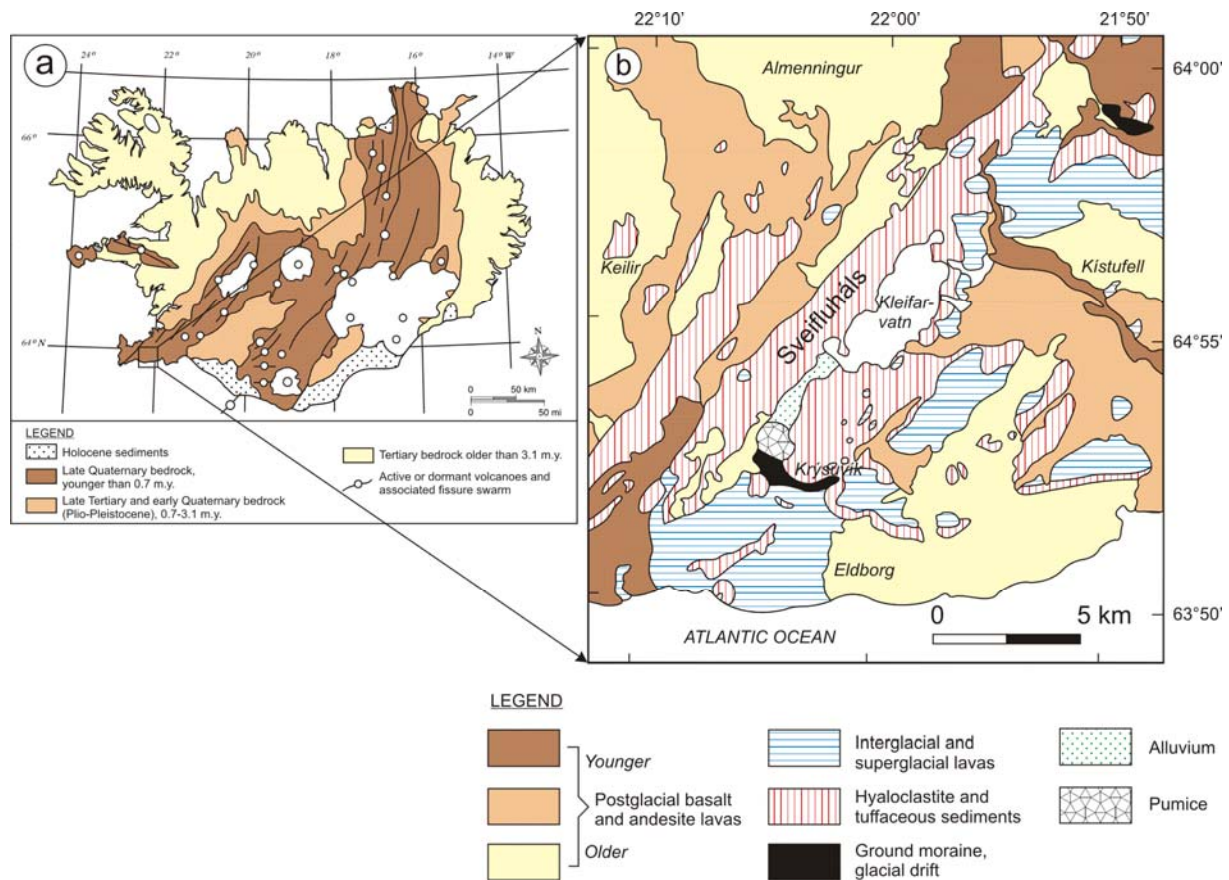 a
24°
22
20
18
16
14° W
66°
64° N
N
0 50 km
0 50 mi
LEGEND
Holocene sediments
Late Quaternary bedrock,
younger than 0.7 m.y.
Late Tertiary and early Quaternary bedrock
(Plio-Pleistocene), 0.7-3.1 m.y.
Tertiary bedrock older than 3.1 m.y.
Active or dormant volcanoes and
associated fissure swarm
22°10'
22°00'
21°50'
b
Almenningur
64°00'
Keilir
Sveifluháls
Kleifar-
vatn
Kistufell
64°55'
Krýsuvik
Eldborg
0 5 km
63°50'
ATLANTIC OCEAN
LEGEND
Younger
Postglacial basalt
and andesite lavas
Older
Interglacial and
superglacial lavas
Hyaloclastite and
tuffaceous sediments
Ground moraine,
glacial drift
Alluvium
Pumice